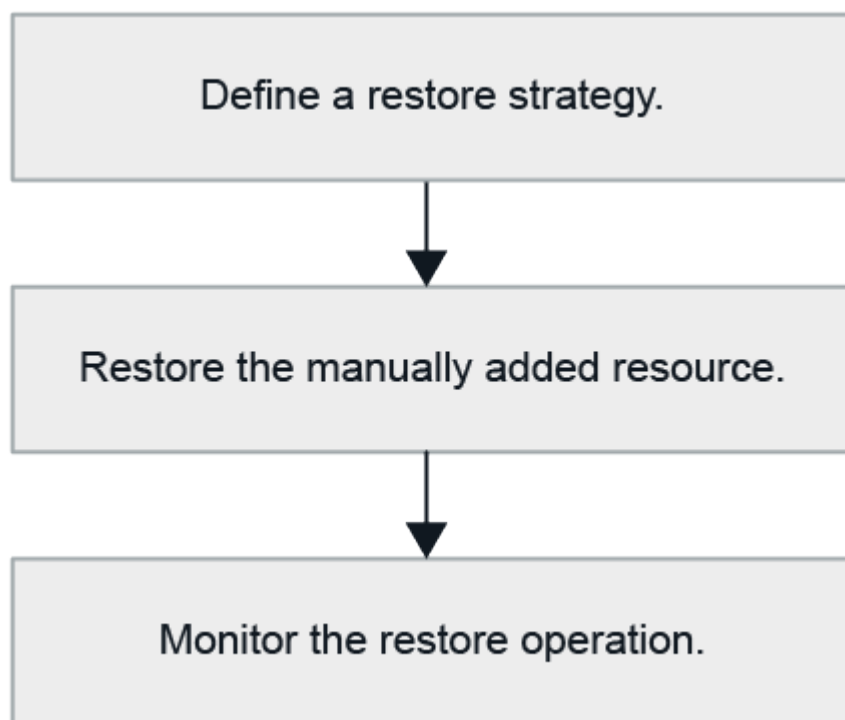 Define a restore strategy.
Restore the manually added resource.
Monitor the restore operation.